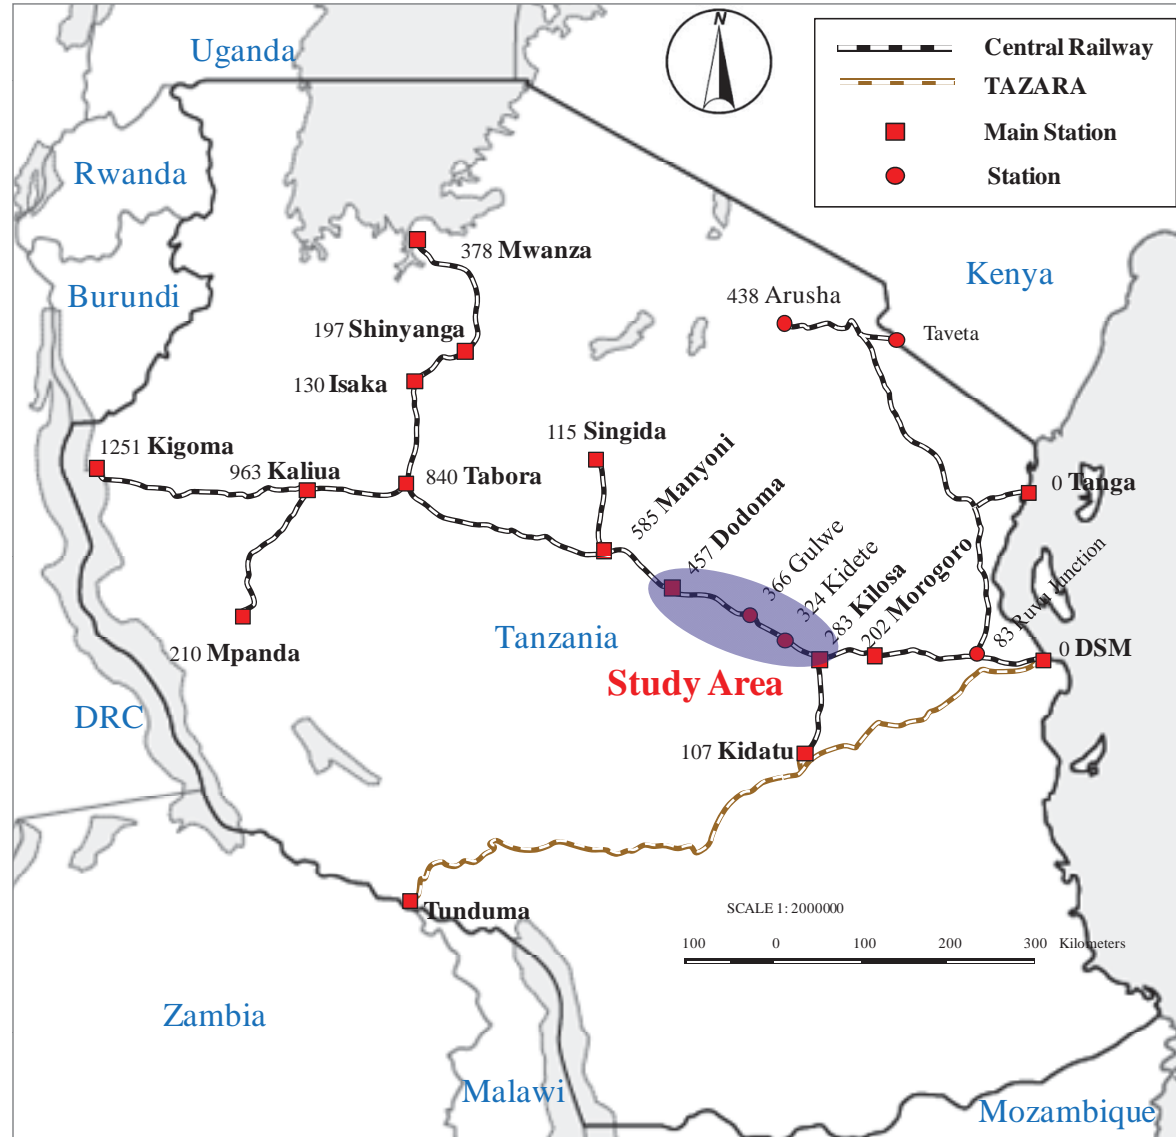 Uganda
N
Central Railway
TAZARA
Main Station
Station
Rwanda
Burundi
Kenya
378 Mwanza
438 Arusha
Taveta
197 Shinyanga
130 Isaka
1251 Kigoma
963 Kaliua
840 Tabora
115 Singida
585 Manyoni
457 Dodoma
366 Gulwe
324 Kidete
283 Kilosa
202 Morogoro
83 Ruvu Junction
0 Tanga
0 DSM
210 Mpanda
Tanzania
Study Area
DRC
107 Kidatu
Tunduma
SCALE 1: 2000000
100 0 100 200 300 Kilometers
Zambia
Malawi
Mozambique